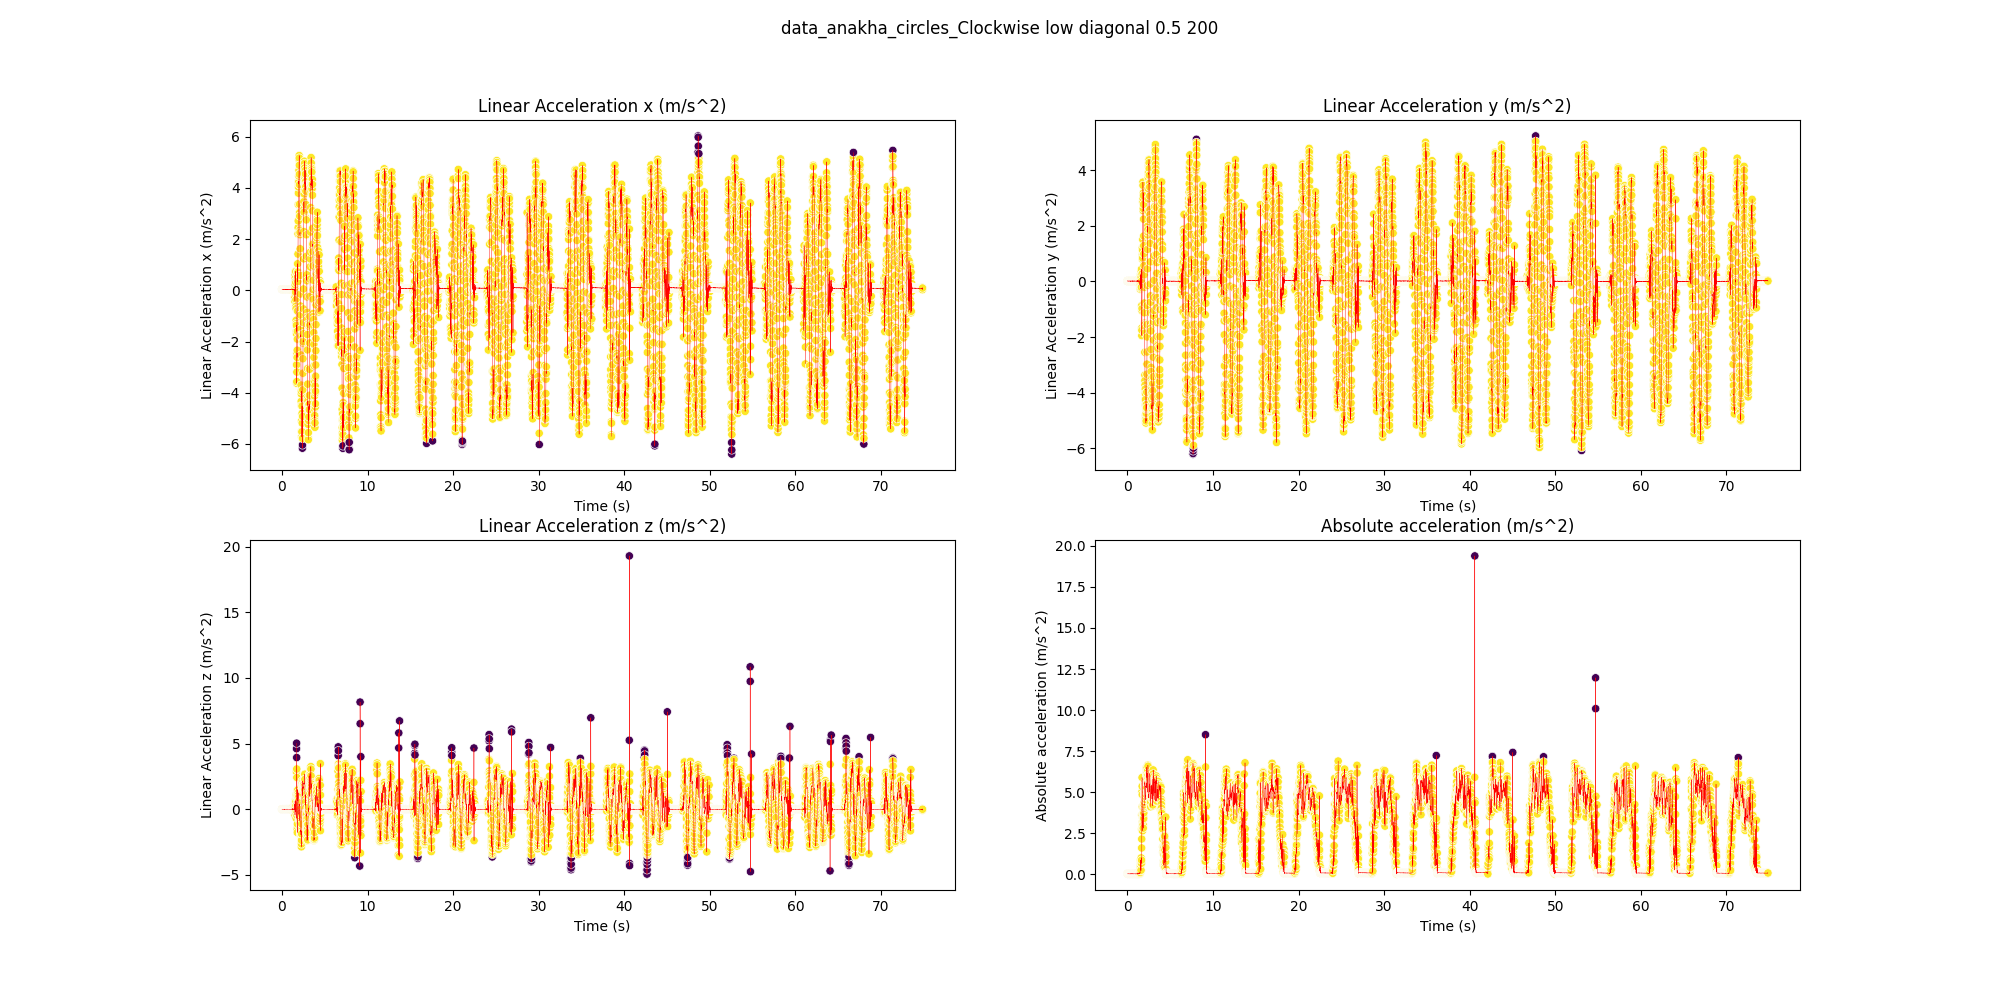 data_anakha_circles_Clockwise low diagonal 0.5 200
Linear Acceleration x (m/s^2)
Linear Acceleration x (m/s^2)
6
4
2
0
−2
−4
−6
0 10 20 30 40 50 60 70
Time (s)
Linear Acceleration y (m/s^2)
Linear Acceleration y (m/s^2)
4
2
0
−2
−4
−6
0 10 20 30 40 50 60 70
Time (s)
Linear Acceleration z (m/s^2)
Linear Acceleration z (m/s^2)
20
15
10
5
0
−5
0 10 20 30 40 50 60 70
Time (s)
Absolute acceleration (m/s^2)
Absolute acceleration (m/s^2)
20.0
17.5
15.0
12.5
10.0
7.5
5.0
2.5
0.0
0 10 20 30 40 50 60 70
Time (s)